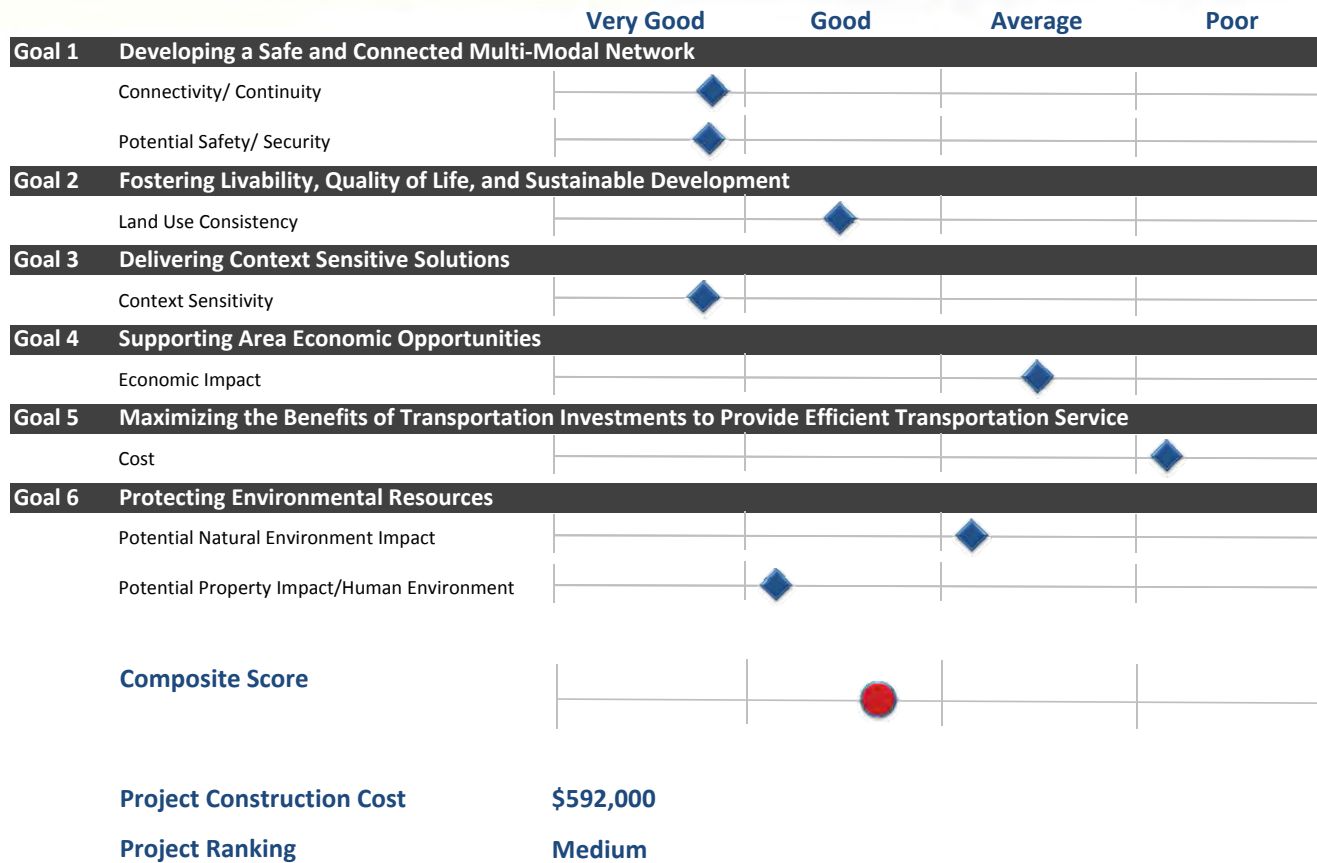 Very Good Good Average Poor
Goal 1 Developing a Safe and Connected Multi-Modal Network
Connectivity/ Continuity
Potential Safety/ Security
Goal 2 Fostering Livability, Quality of Life, and Sustainable Development
Land Use Consistency
Goal 3 Delivering Context Sensitive Solutions
Context Sensitivity
Goal 4 Supporting Area Economic Opportunities
Economic Impact
Goal 5 Maximizing the Benefits of Transportation Investments to Provide Efficient Transportation Service
Cost
Goal 6 Protecting Environmental Resources
Potential Natural Environment Impact
Potential Property Impact/Human Environment
Composite Score
Project Construction Cost $592,000
Project Ranking Medium